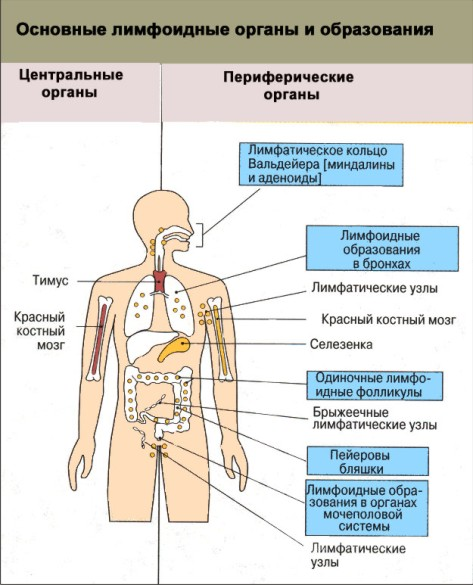 Основные лимфоидные органы и образования
Центральные
органы
Периферические
органы
Лимфатическое кольцо
Вальдейера [миндалины
и аденоиды]
Лимфоидные
образования
в бронхах
Тимус
Лимфатические узлы
Красный
костный
мозг
Красный костный мозг
Селезенка
Одиночные лимфо-
идные фолликулы
Брыжеечные
лимфатические узлы
Пейеровы
бляшки
Лимфоидные обра-
зования в органах
мочеполовой
системы
Лимфатические
узлы